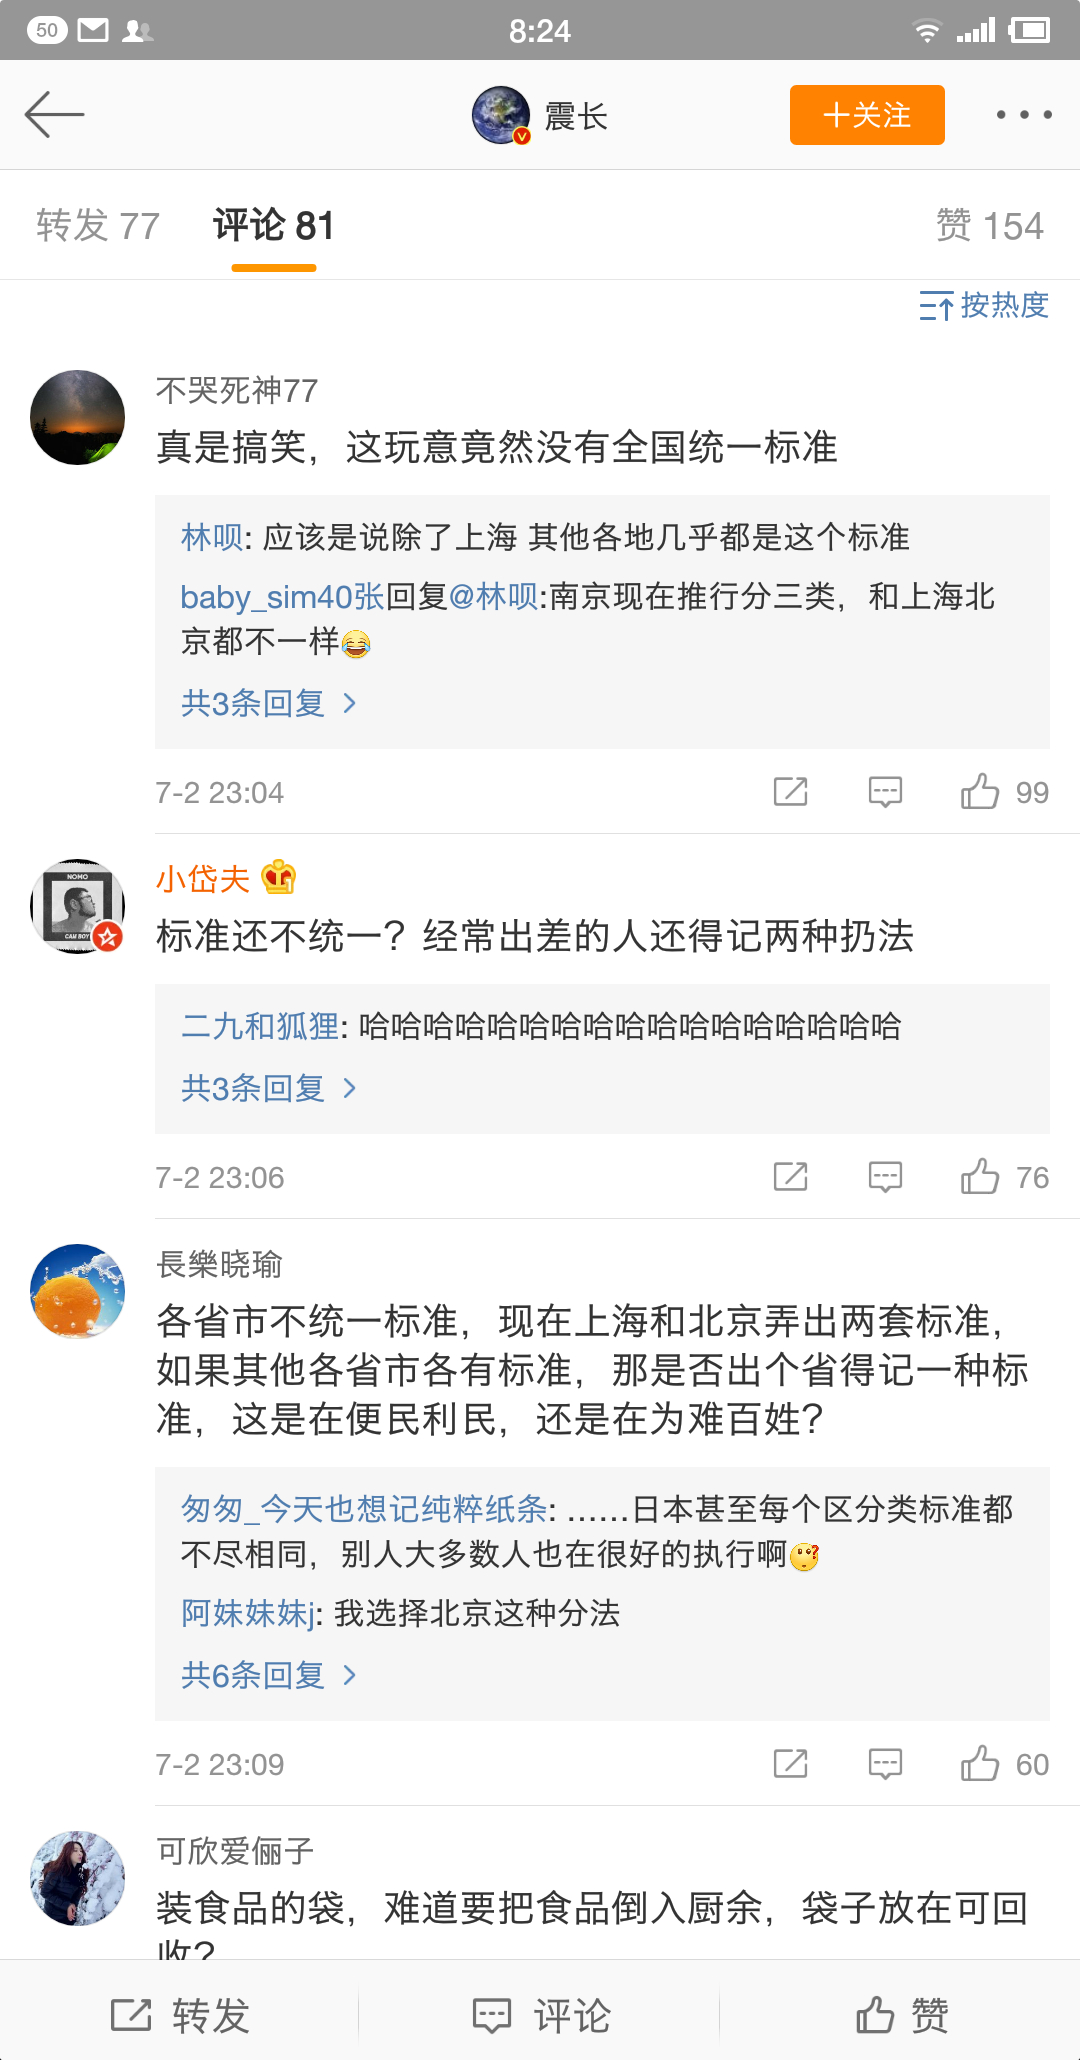 50
8:24
震长
十关注
转发 77 评论 81 赞 154
按热度
不哭死神77
真是搞笑，这玩意竟然没有全国统一标准
林呗: 应该是说除了上海 其他各地几乎都是这个标准
baby_sim40张回复@林呗:南京现在推行分三类，和上海北
京都不一样😂
共3条回复
7-2 23:04 99
NOMO
CAM BOY
小岱夫
标准还不统一？经常出差的人还得记两种扔法
二九和狐狸: 哈哈哈哈哈哈哈哈哈哈哈哈哈哈哈哈哈
共3条回复
7-2 23:06 76
長樂晓瑜
各省市不统一标准，现在上海和北京弄出两套标准，
如果其他各省市各有标准，那是否出个省得记一种标
准，这是在便民利民，还是在为难百姓？
匆匆_今天也想记纯粹纸条: ……日本甚至每个区分类标准都
不尽相同，别人大多数人也在很好的执行啊
阿妹妹妹j: 我选择北京这种分法
共6条回复
7-2 23:09 60
可欣爱俪子
装食品的袋，难道要把食品倒入厨余，袋子放在可回
收？
转发 评论 赞